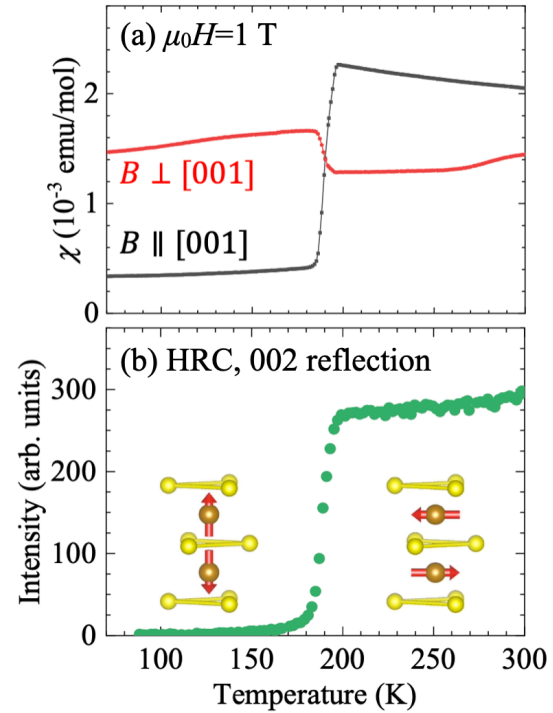 (a) μ₀H=1 T
2
1
0
χ (10⁻³ emu/mol)
B ⊥ [001]
B ∥ [001]
(b) HRC, 002 reflection
300
200
100
0
Intensity (arb. units)
100 150 200 250 300
Temperature (K)